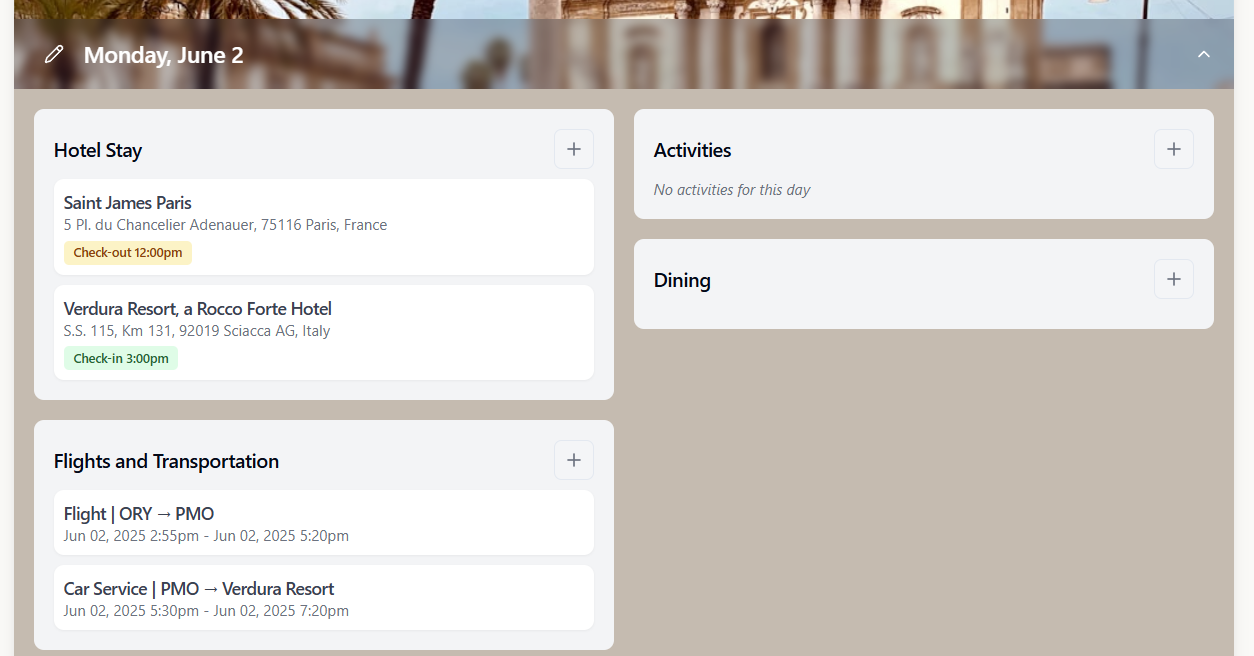 Monday, June 2
Hotel Stay
Saint James Paris
5 Pl. du Chancelier Adenauer, 75116 Paris, France
Check-out 12:00pm
Verdura Resort, a Rocco Forte Hotel
S.S. 115, Km 131, 92019 Sciacca AG, Italy
Check-in 3:00pm
Flights and Transportation
Flight | ORY → PMO
Jun 02, 2025 2:55pm - Jun 02, 2025 5:20pm
Car Service | PMO → Verdura Resort
Jun 02, 2025 5:30pm - Jun 02, 2025 7:20pm
Activities
No activities for this day
Dining